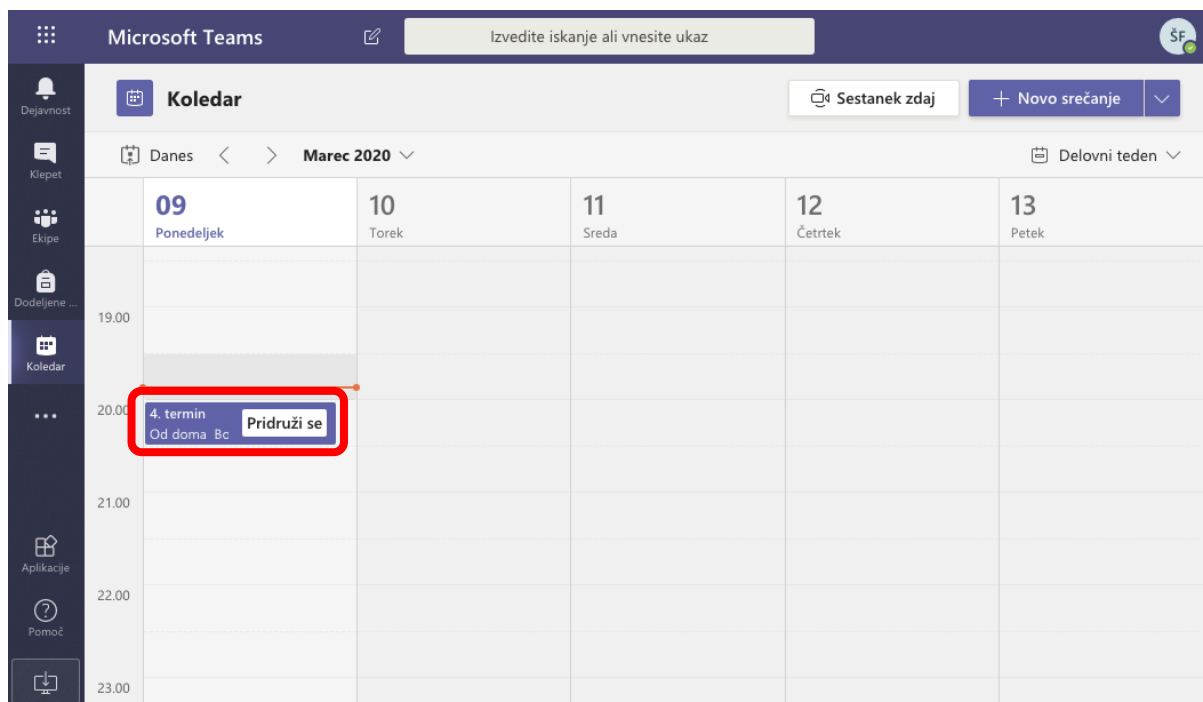 Microsoft Teams
Izvedite iskanje ali vnesite ukaz
ŠF
Dejavnost
Klepet
Ekipe
Dodeljene ...
Koledar
Aplikacije
Pomoč
Koledar
Sestanek zdaj
+ Novo srečanje
Danes
Marec 2020
Delovni teden
09
Ponedeljek
10
Torek
11
Sreda
12
Četrtek
13
Petek
19.00
20.00
4. termin
Od doma Bc
Pridruži se
21.00
22.00
23.00